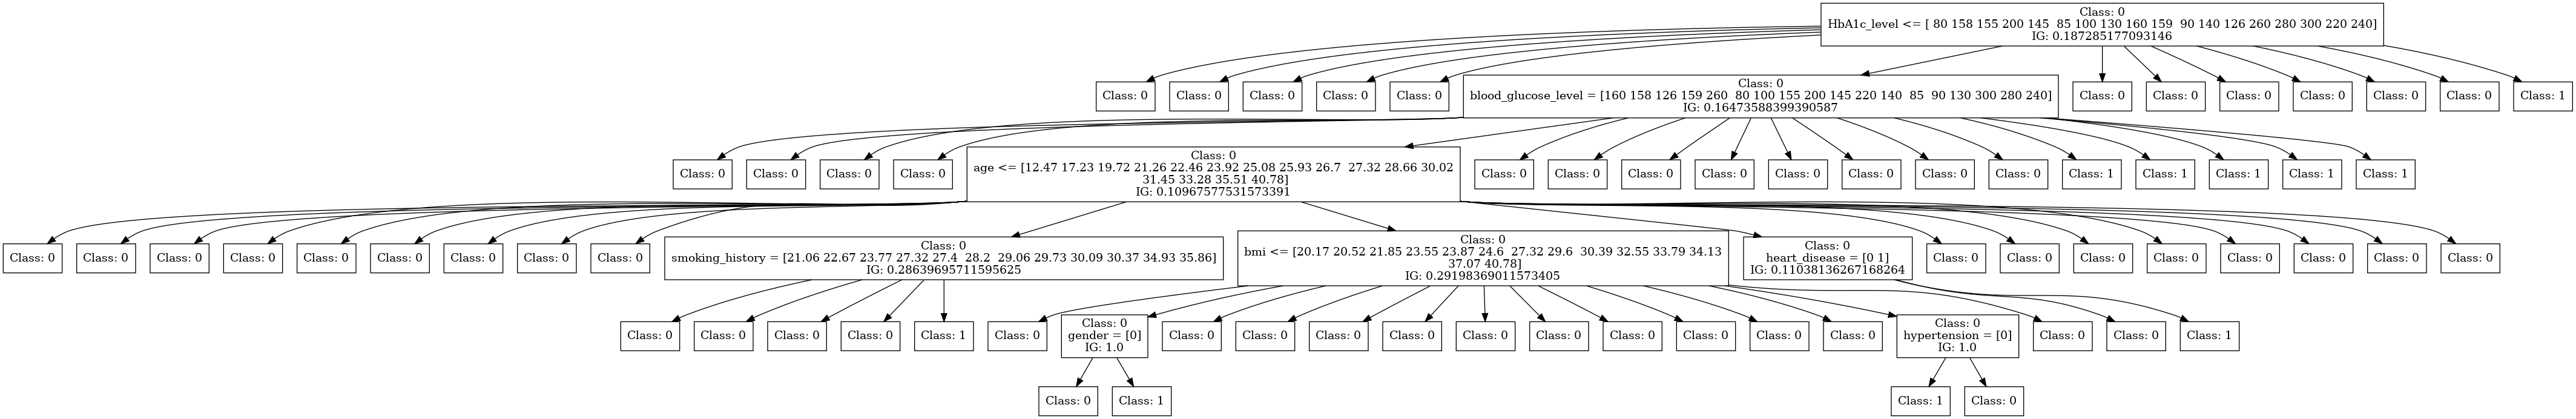 Class: 0
HbA1c_level <= [ 80 158 155 200 145  85 100 130 160 159  90 140 126 260 280 300 220 240]
IG: 0.187285177093146
Class: 0
Class: 0
Class: 0
Class: 0
Class: 0
Class: 0
blood_glucose_level = [160 158 126 159 260  80 100 155 200 145 220 140  85  90 130 300 280 240]
IG: 0.16473588399390587
Class: 0
Class: 0
Class: 0
Class: 0
Class: 0
Class: 0
Class: 1
Class: 0
Class: 0
Class: 0
Class: 0
Class: 0
age <= [12.47 17.23 19.72 21.26 22.46 23.92 25.08 25.93 26.7  27.32 28.66 30.02
31.45 33.28 35.51 40.78]
IG: 0.10967577531573391
Class: 0
Class: 0
Class: 0
Class: 0
Class: 0
Class: 0
Class: 0
Class: 0
Class: 1
Class: 1
Class: 1
Class: 1
Class: 1
Class: 0
Class: 0
Class: 0
Class: 0
Class: 0
Class: 0
Class: 0
Class: 0
Class: 0
Class: 0
smoking_history = [21.06 22.67 23.77 27.32 27.4  28.2  29.06 29.73 30.09 30.37 34.93 35.86]
IG: 0.28639695711595625
Class: 0
bmi <= [20.17 20.52 21.85 23.55 23.87 24.6  27.32 29.6  30.39 32.55 33.79 34.13
37.07 40.78]
IG: 0.29198369011573405
Class: 0
heart_disease = [0 1]
IG: 0.11038136267168264
Class: 0
Class: 0
Class: 0
Class: 0
Class: 0
Class: 0
Class: 0
Class: 0
Class: 0
Class: 0
Class: 0
Class: 0
Class: 1
Class: 0
Class: 0
gender = [0]
IG: 1.0
Class: 0
Class: 0
Class: 0
Class: 0
Class: 0
Class: 0
Class: 0
Class: 0
Class: 0
Class: 0
Class: 0
hypertension = [0]
IG: 1.0
Class: 0
Class: 0
Class: 1
Class: 0
Class: 1
Class: 1
Class: 0